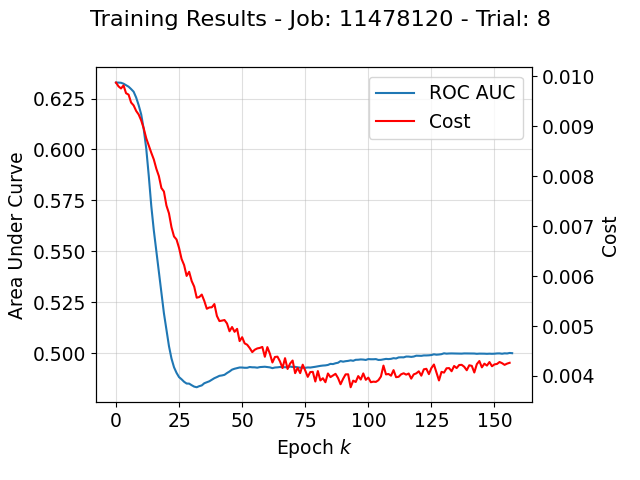 Training Results - Job: 11478120 - Trial: 8
ROC AUC
Cost
0.625
0.600
0.575
0.550
0.525
0.500
Area Under Curve
0.010
0.009
0.008
0.007
0.006
0.005
0.004
Cost
0 25 50 75 100 125 150
Epoch k